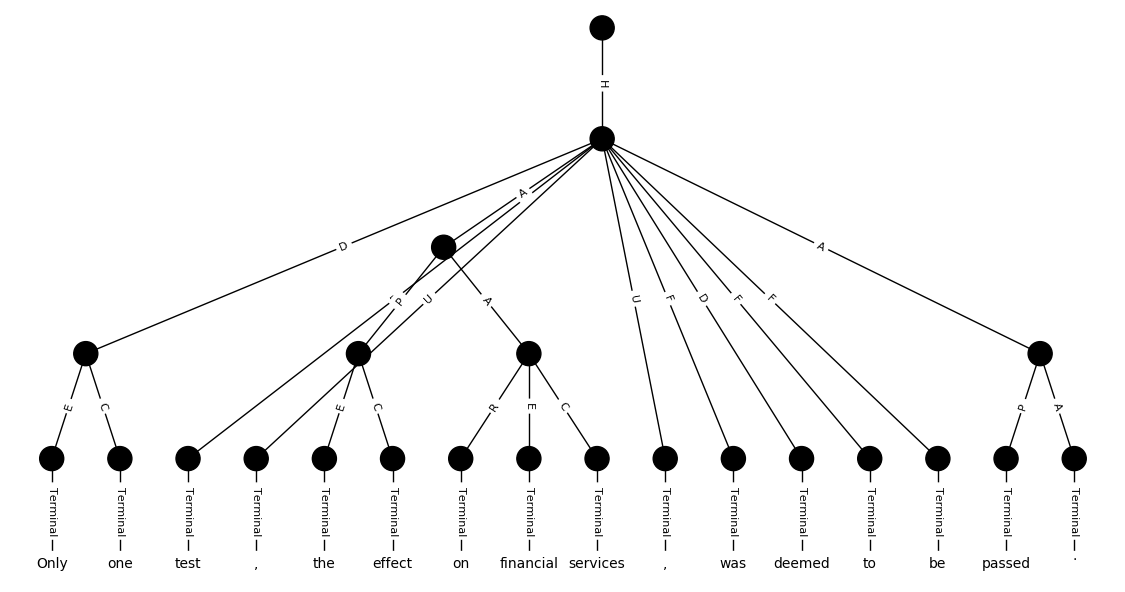 H
A
D
A
P
U
A
U
F
D
F
F
E
C
E
C
R
E
C
P
A
Terminal Terminal Terminal Terminal Terminal Terminal Terminal Terminal Terminal Terminal Terminal Terminal Terminal Terminal Terminal Terminal
Only one test , the effect on financial services , was deemed to be passed .